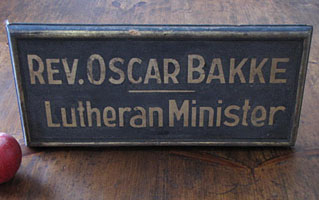 REV. OSCAR BAKKE
Lutheran Minister